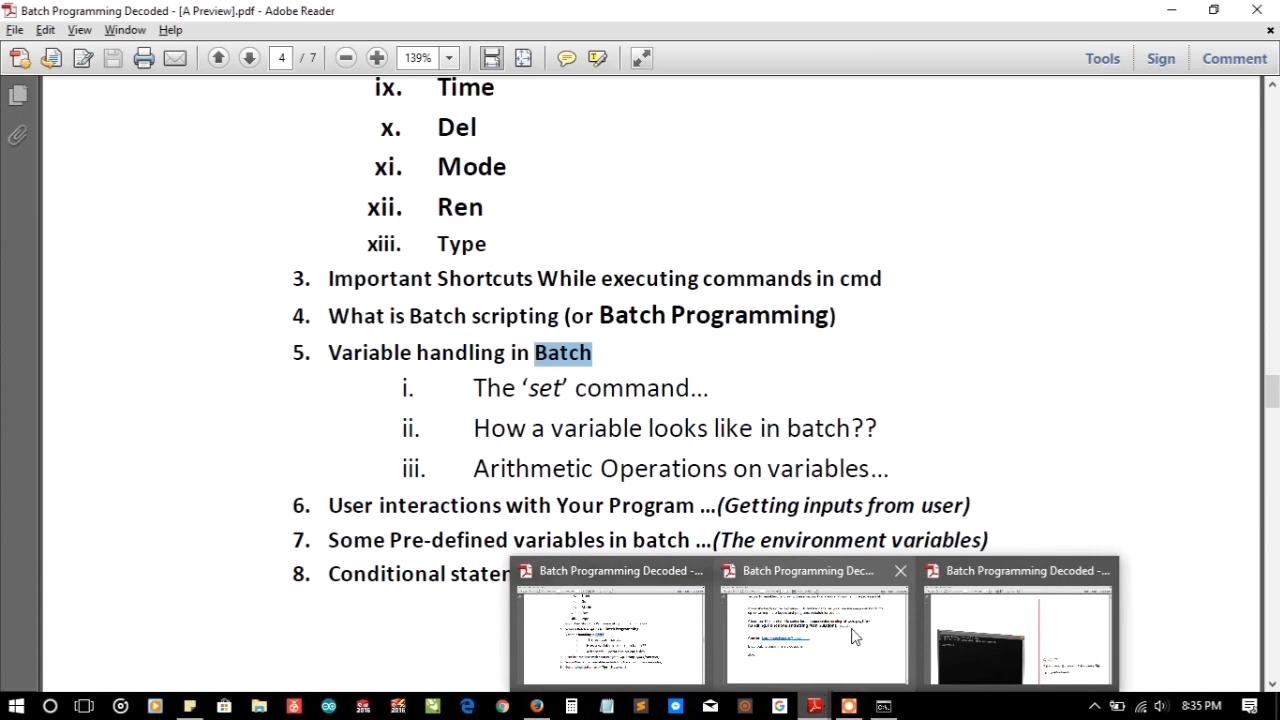 Batch Programming Decoded - [A Preview].pdf - Adobe Reader
File Edit View Window Help
4 / 7 139% Tools Sign Comment
ix. Time
x. Del
xi. Mode
xii. Ren
xiii. Type
3. Important Shortcuts While executing commands in cmd
4. What is Batch scripting (or Batch Programming)
5. Variable handling in Batch
i. The ‘set’ command…
ii. How a variable looks like in batch??
iii. Arithmetic Operations on variables…
6. User interactions with Your Program …(Getting inputs from user)
7. Some Pre-defined variables in batch …(The environment variables)
8. Conditional staten
Batch Programming Decoded -... Batch Programming Dec... Batch Programming Decoded -...
8:35 PM